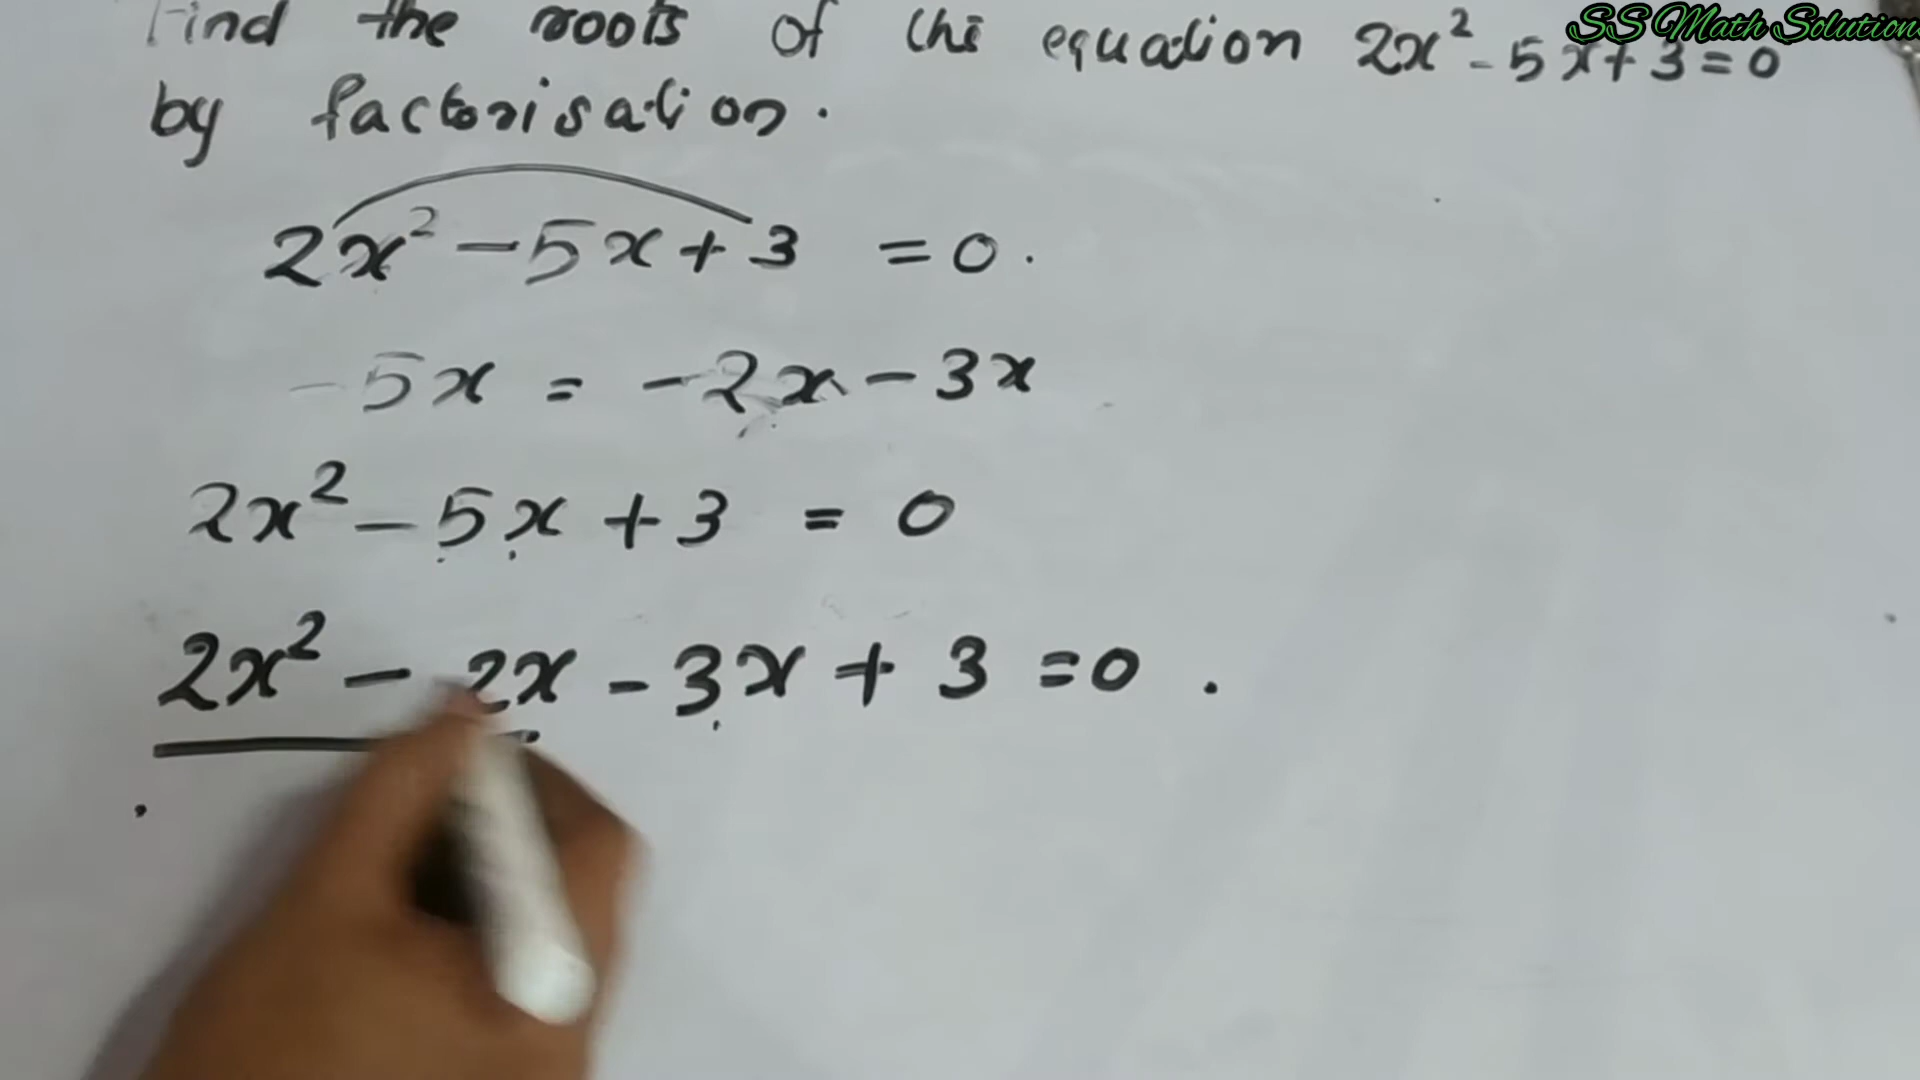 Find the roots of the equation 2x² - 5x + 3 = 0
SS Math Solution
by factorisation.
2x² - 5x + 3 = 0.
- 5x = - 2x - 3x
2x² - 5x + 3 = 0
2x² - 2x - 3x + 3 = 0.